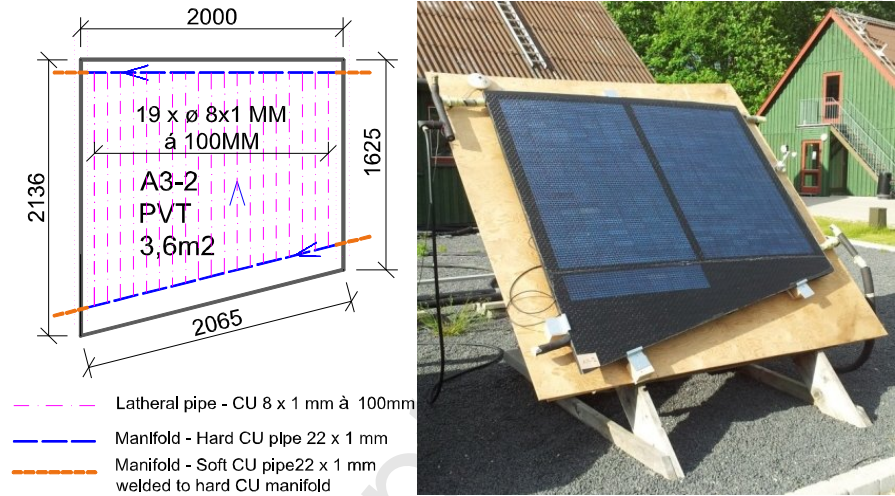 2000
2136
1625
19 x ø 8x1 MM
á 100MM
A3-2
PVT
3,6m2
2065
Latheral pipe - CU 8 x 1 mm à 100mm
Manifold - Hard CU pipe 22 x 1 mm
Manifold - Soft CU pipe22 x 1 mm
welded to hard CU manifold